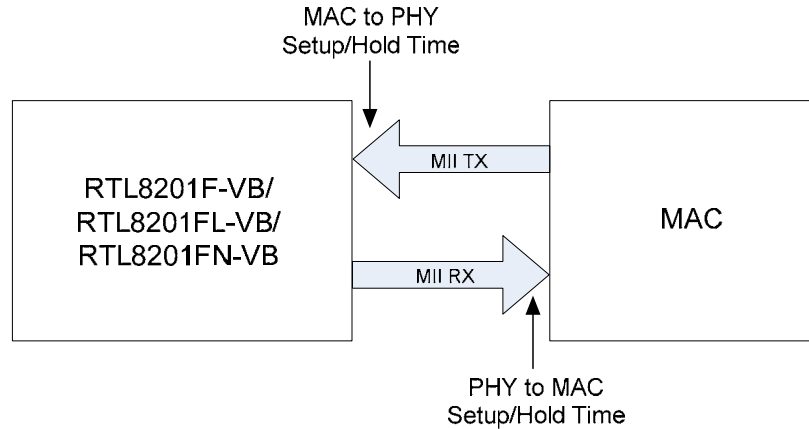 MAC to PHY
Setup/Hold Time
MII TX
RTL8201F-VB/
RTL8201FL-VB/
RTL8201FN-VB
MAC
MII RX
PHY to MAC
Setup/Hold Time